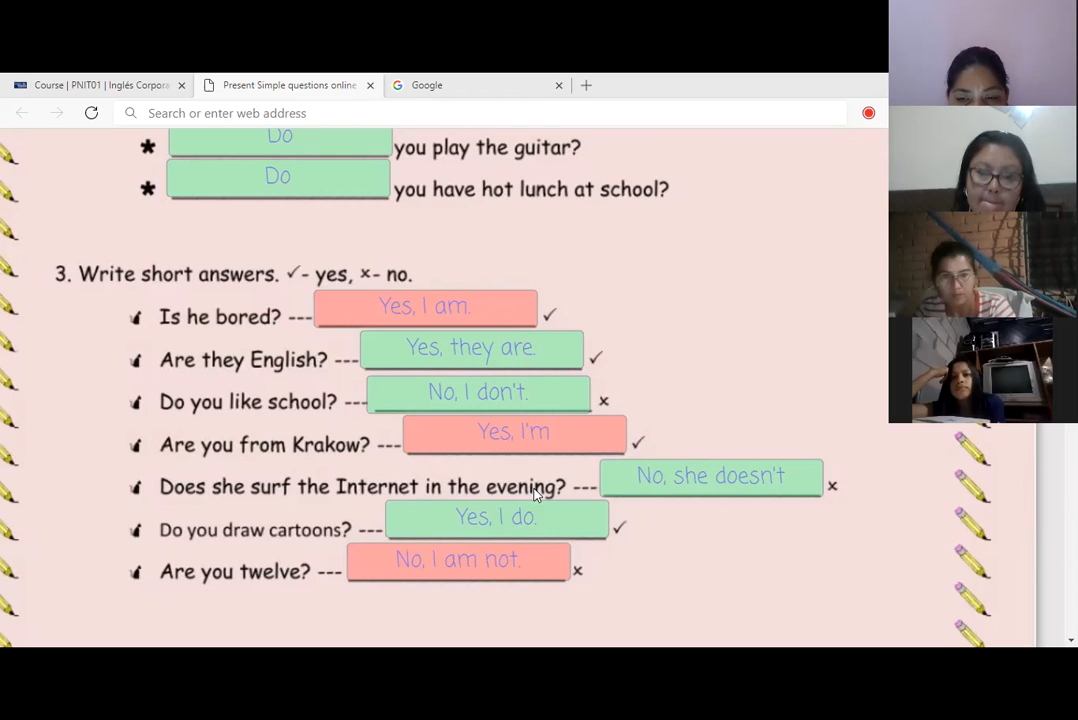 Course | PNIT01 | Inglés Corpora
Present Simple questions online
Google
Search or enter web address
* Do you play the guitar?
* Do you have hot lunch at school?
3. Write short answers. ✓- yes, ×- no.
Is he bored? --- Yes, I am. ✓
Are they English? --- Yes, they are. ✓
Do you like school? --- No, I don't. ×
Are you from Krakow? --- Yes, I'm ✓
Does she surf the Internet in the evening? --- No, she doesn't ×
Do you draw cartoons? --- Yes, I do. ✓
Are you twelve? --- No, I am not. ×